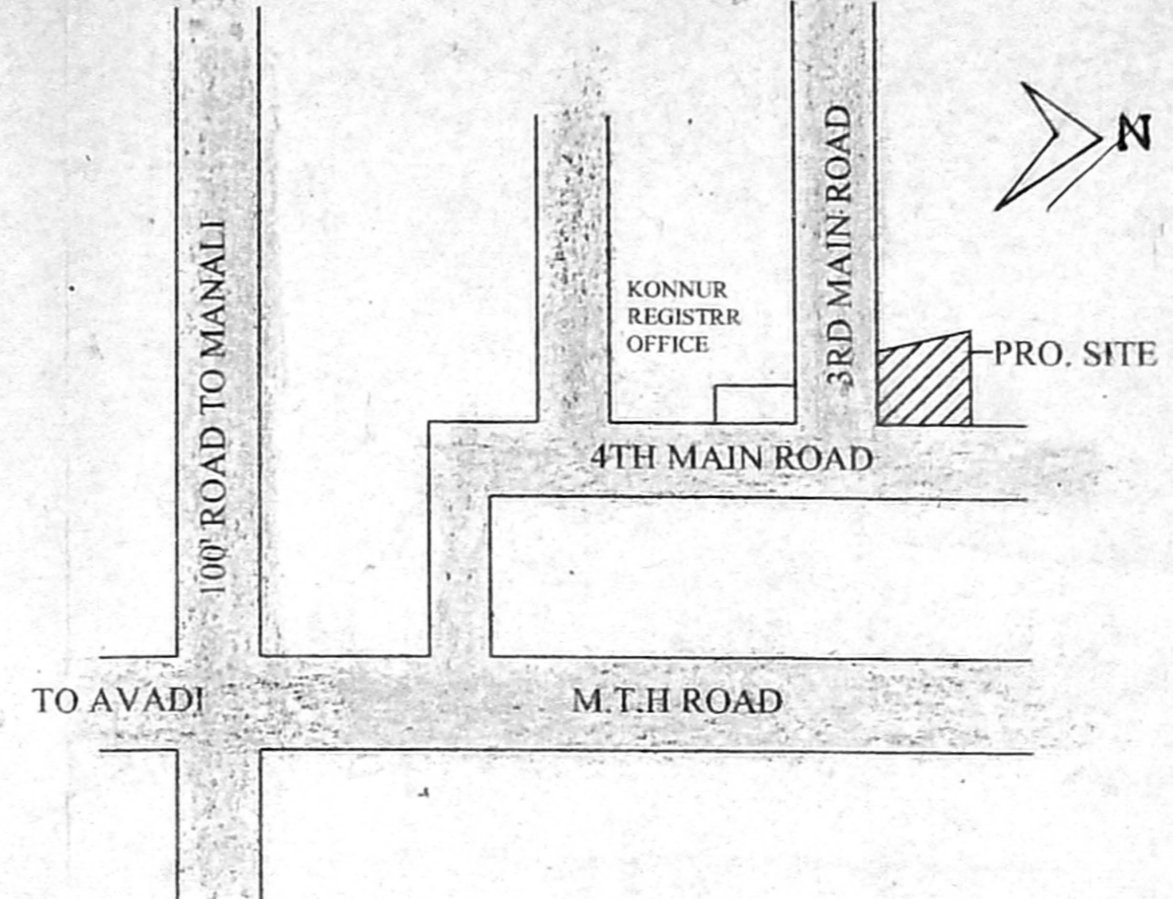 N
3RD MAIN ROAD
100' ROAD TO MANALI
KONNUR
REGISTRR
OFFICE
PRO. SITE
4TH MAIN ROAD
TO AVADI
M.T.H ROAD